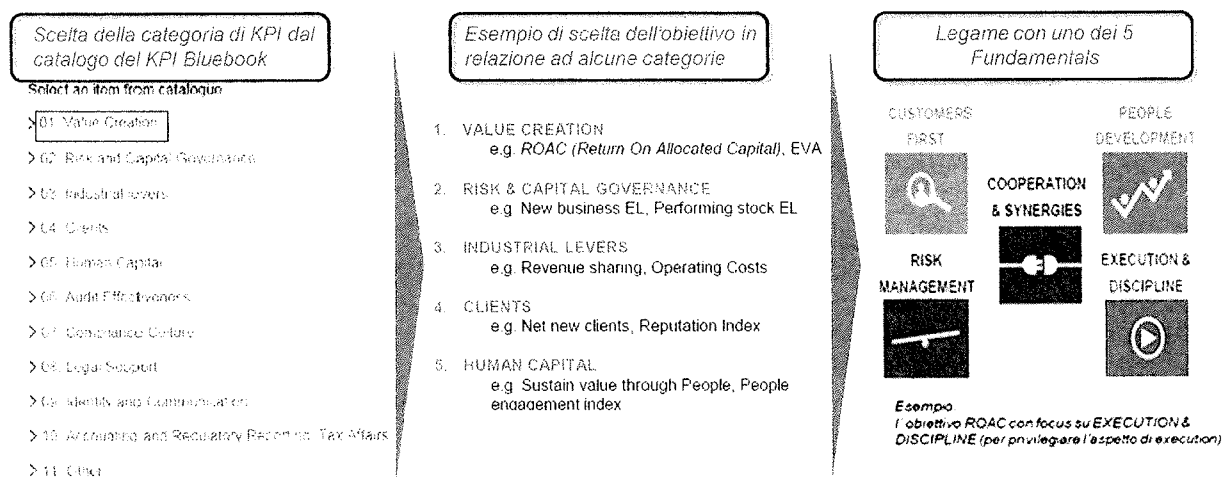 Scelta della categoria di KPI dal
catalogo del KPI Bluebook
Select an item from catalogue
> 01. Value Creation
> 02. Risk and Capital Governance
> 03. Industrial levers
> 04. Clients
> 05. Human Capital
> 06. Audit Effectiveness
> 07. Compliance Culture
> 08. Legal Support
> 09. Identity and Communication
> 10. Accounting and Regulatory Reporting, Tax Affairs
> 11. Other
Esempio di scelta dell'obiettivo in
relazione ad alcune categorie
1. VALUE CREATION
e.g. ROAC (Return On Allocated Capital), EVA
2. RISK & CAPITAL GOVERNANCE
e.g. New business EL, Performing stock EL
3. INDUSTRIAL LEVERS
e.g. Revenue sharing, Operating Costs
4. CLIENTS
e.g. Net new clients, Reputation Index
5. HUMAN CAPITAL
e.g. Sustain value through People, People
engagement index
Legame con uno dei 5
Fundamentals
CUSTOMERS
FIRST
PEOPLE
DEVELOPMENT
COOPERATION
& SYNERGIES
RISK
MANAGEMENT
EXECUTION &
DISCIPLINE
Esempio:
l'obiettivo ROAC con focus su EXECUTION &
DISCIPLINE (per privilegiare l'aspetto di execution)